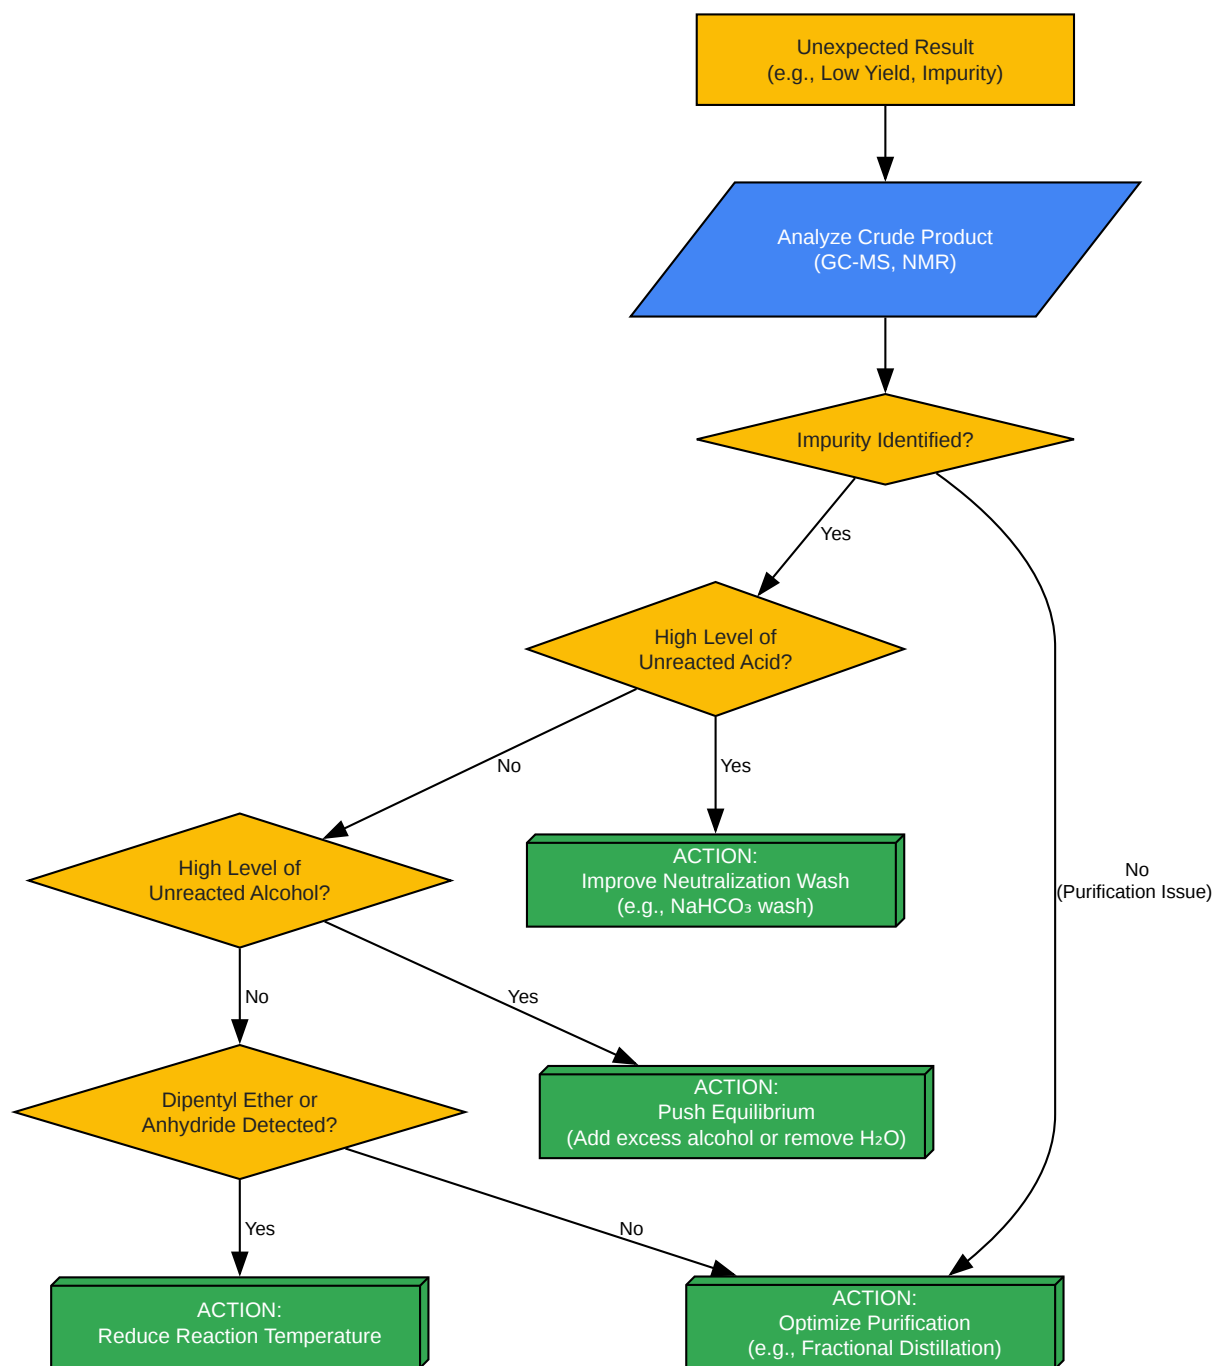 Unexpected Result
(e.g., Low Yield, Impurity)
Analyze Crude Product
(GC-MS, NMR)
Impurity Identified?
Yes
High Level of
Unreacted Acid?
No
Yes
High Level of
Unreacted Alcohol?
ACTION:
Improve Neutralization Wash
(e.g., NaHCO₃ wash)
No
(Purification Issue)
No
Yes
Dipentyl Ether or
Anhydride Detected?
ACTION:
Push Equilibrium
(Add excess alcohol or remove H₂O)
Yes
No
ACTION:
Reduce Reaction Temperature
ACTION:
Optimize Purification
(e.g., Fractional Distillation)